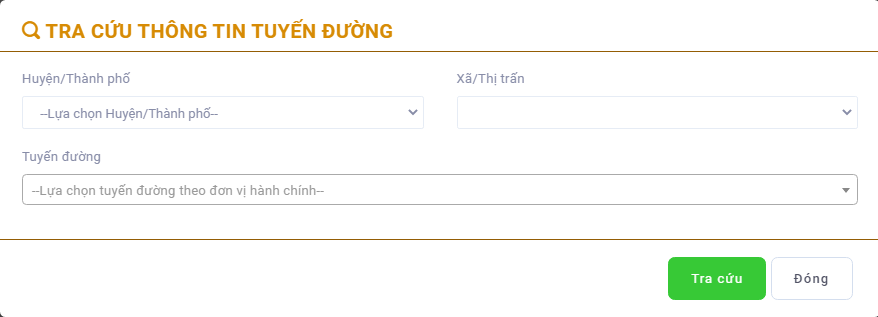 TRA CỨU THÔNG TIN TUYẾN ĐƯỜNG
Huyện/Thành phố
Xã/Thị trấn
--Lựa chọn Huyện/Thành phố--
Tuyến đường
--Lựa chọn tuyến đường theo đơn vị hành chính--
Tra cứu
Đóng